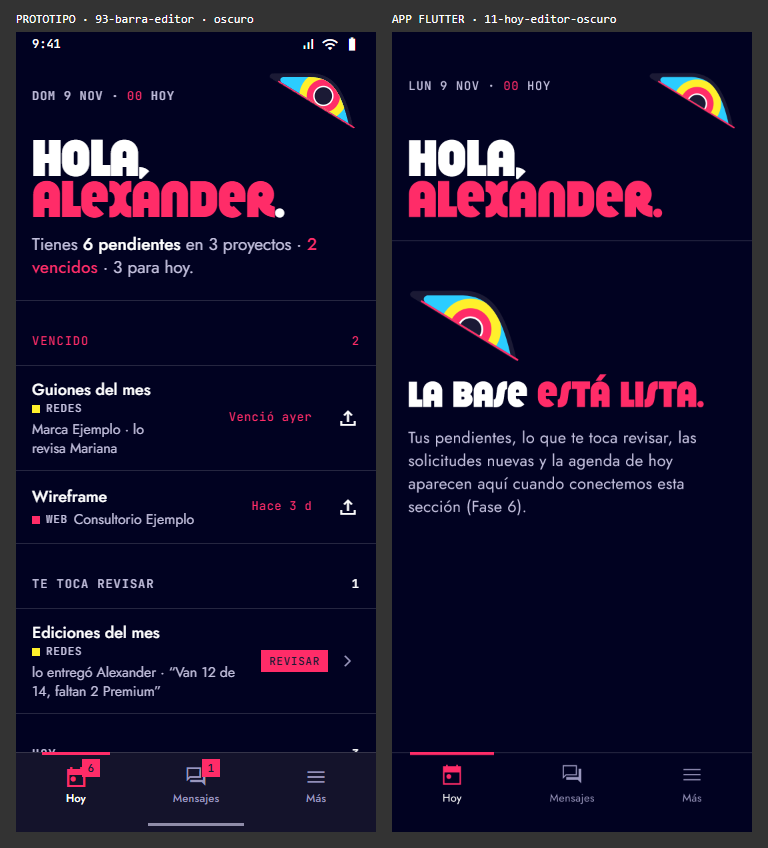 PROTOTIPO · 93-barra-editor · oscuro
9:41
DOM 9 NOV · 00 HOY
HOLA,
ALEXANDER.
Tienes 6 pendientes en 3 proyectos · 2
vencidos · 3 para hoy.
VENCIDO 2
Guiones del mes
REDES
Marca Ejemplo · lo
revisa Mariana
Venció ayer
Wireframe
WEB Consultorio Ejemplo
Hace 3 d
TE TOCA REVISAR 1
Ediciones del mes
REDES
lo entregó Alexander · “Van 12 de
14, faltan 2 Premium”
REVISAR
6
1
Hoy
Mensajes
Más
APP FLUTTER · 11-hoy-editor-oscuro
LUN 9 NOV · 00 HOY
HOLA,
ALEXANDER.
LA BASE ESTÁ LISTA.
Tus pendientes, lo que te toca revisar, las
solicitudes nuevas y la agenda de hoy
aparecen aquí cuando conectemos esta
sección (Fase 6).
Hoy
Mensajes
Más